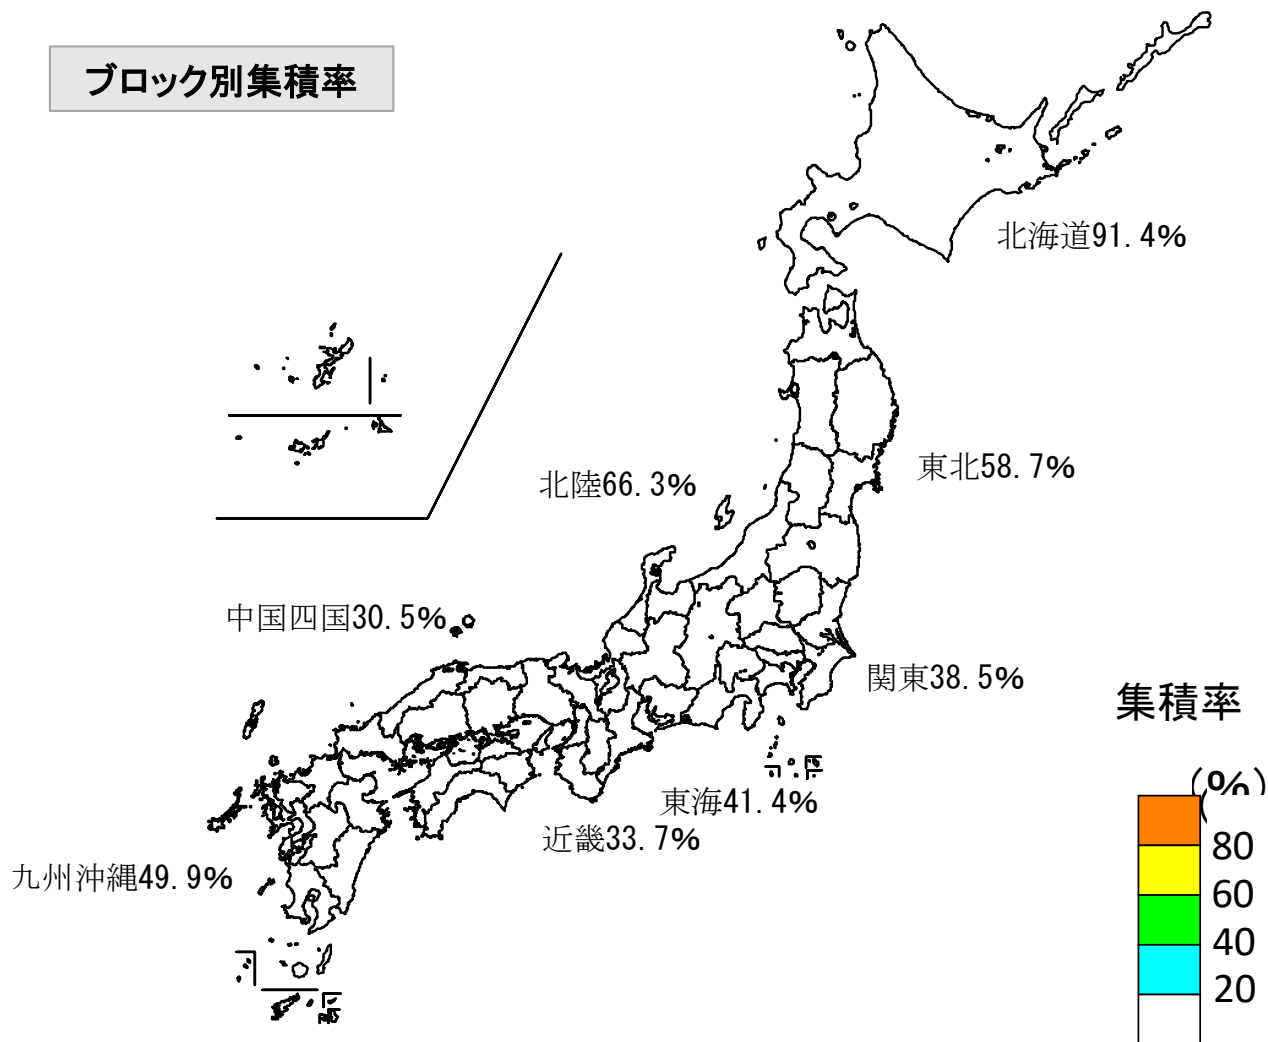 ブロック別集積率
北海道91.4%
東北58.7%
北陸66.3%
中国四国30.5%
関東38.5%
集積率
(%)
東海41.4%
近畿33.7%
九州沖縄49.9%
80
60
40
20